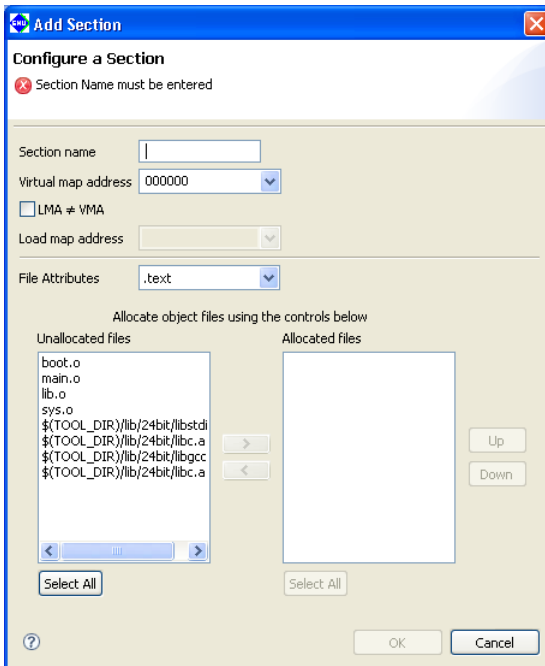 GNU Add Section
Configure a Section
Section Name must be entered
Section name
Virtual map address 000000
LMA ≠ VMA
Load map address
File Attributes .text
Allocate object files using the controls below
Unallocated files Allocated files
boot.o
main.o
lib.o
sys.o
$(TOOL_DIR)/lib/24bit/libstdi
$(TOOL_DIR)/lib/24bit/libc.a
$(TOOL_DIR)/lib/24bit/libgcc
$(TOOL_DIR)/lib/24bit/libc.a
> Up
< Down
Select All Select All
? OK Cancel